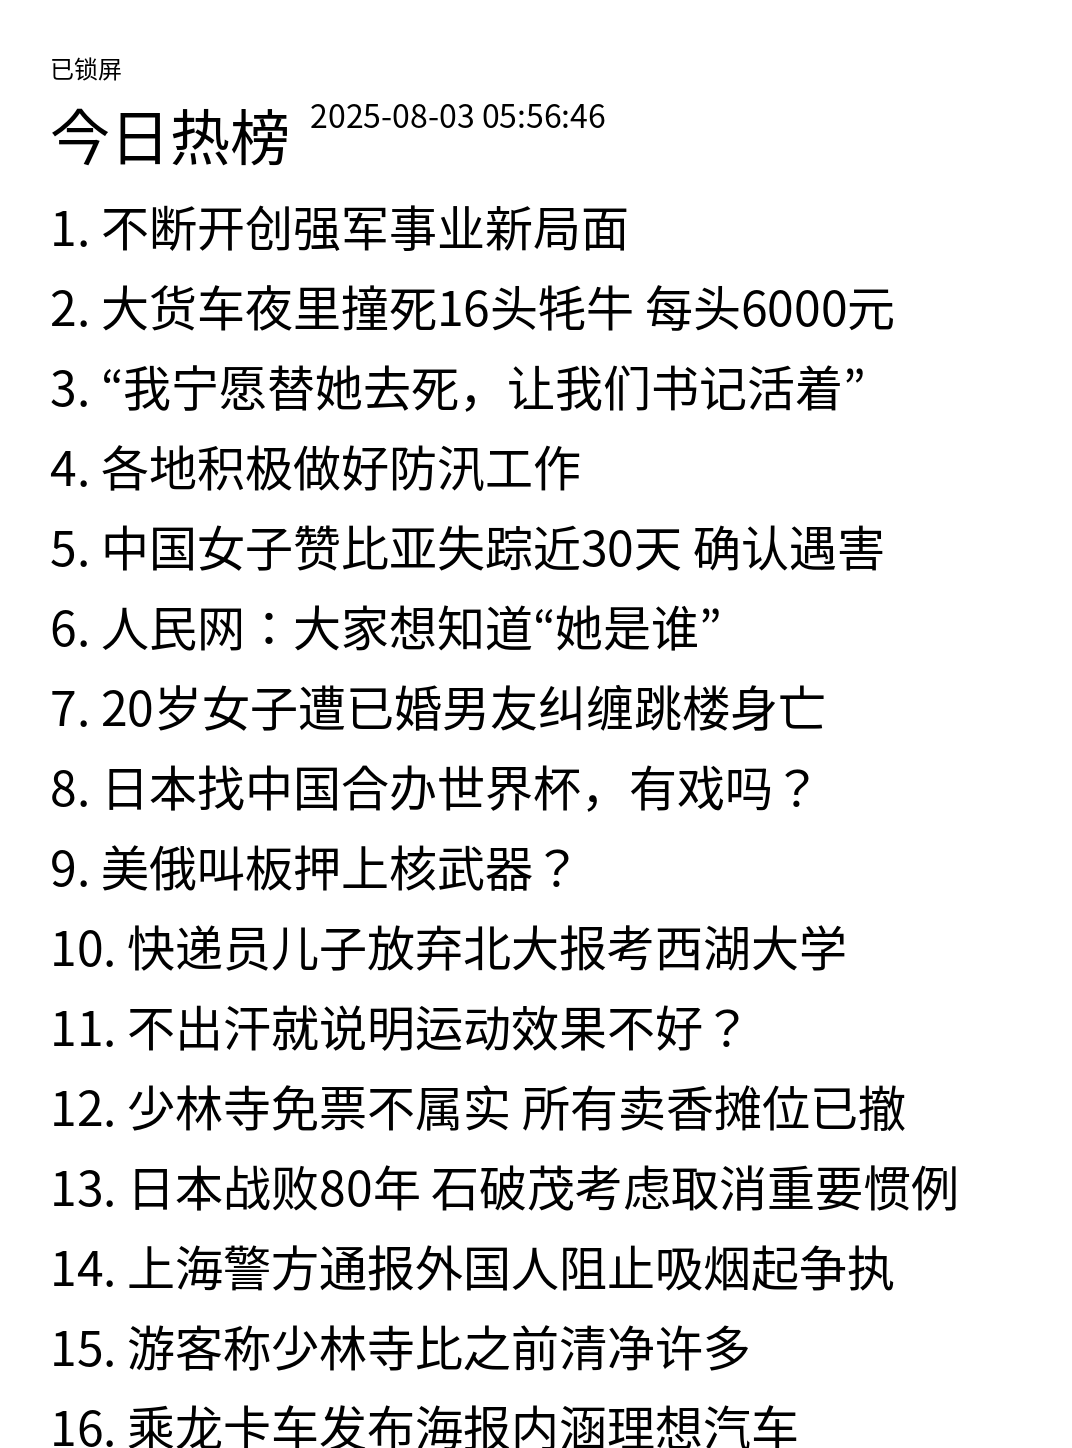 已锁屏
今日热榜 2025-08-03 05:56:46
1. 不断开创强军事业新局面
2. 大货车夜里撞死16头牦牛 每头6000元
3. “我宁愿替她去死，让我们书记活着”
4. 各地积极做好防汛工作
5. 中国女子赞比亚失踪近30天 确认遇害
6. 人民网：大家想知道“她是谁”
7. 20岁女子遭已婚男友纠缠跳楼身亡
8. 日本找中国合办世界杯，有戏吗？
9. 美俄叫板押上核武器？
10. 快递员儿子放弃北大报考西湖大学
11. 不出汗就说明运动效果不好？
12. 少林寺免票不属实 所有卖香摊位已撤
13. 日本战败80年 石破茂考虑取消重要惯例
14. 上海警方通报外国人阻止吸烟起争执
15. 游客称少林寺比之前清净许多
16. 乘龙卡车发布海报内涵理想汽车